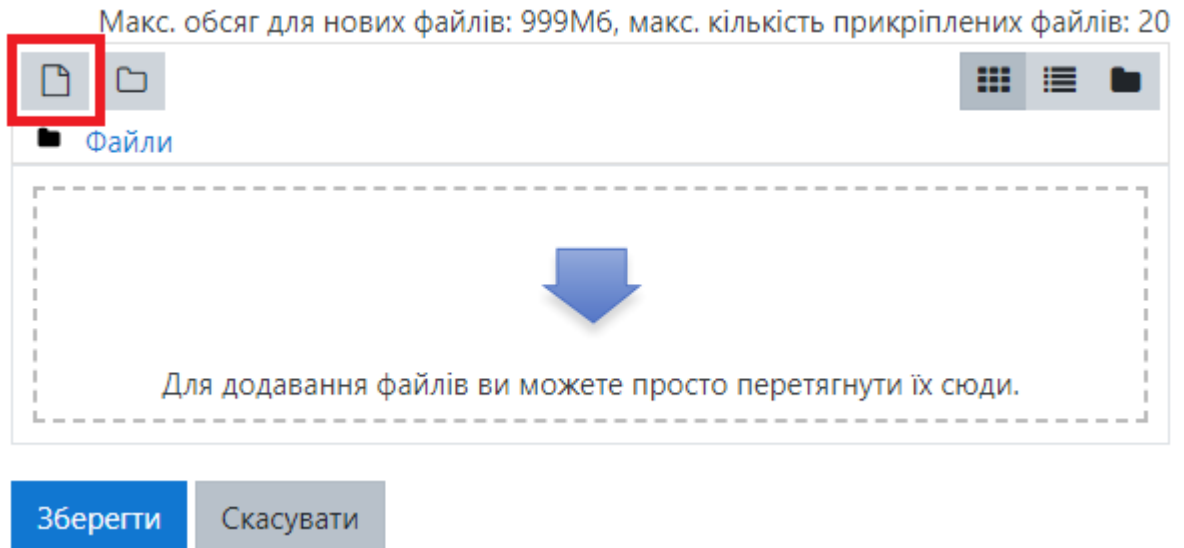 Макс. обсяг для нових файлів: 999Мб, макс. кількість прикріплених файлів: 20
Файли
Для додавання файлів ви можете просто перетягнути їх сюди.
Зберегти
Скасувати